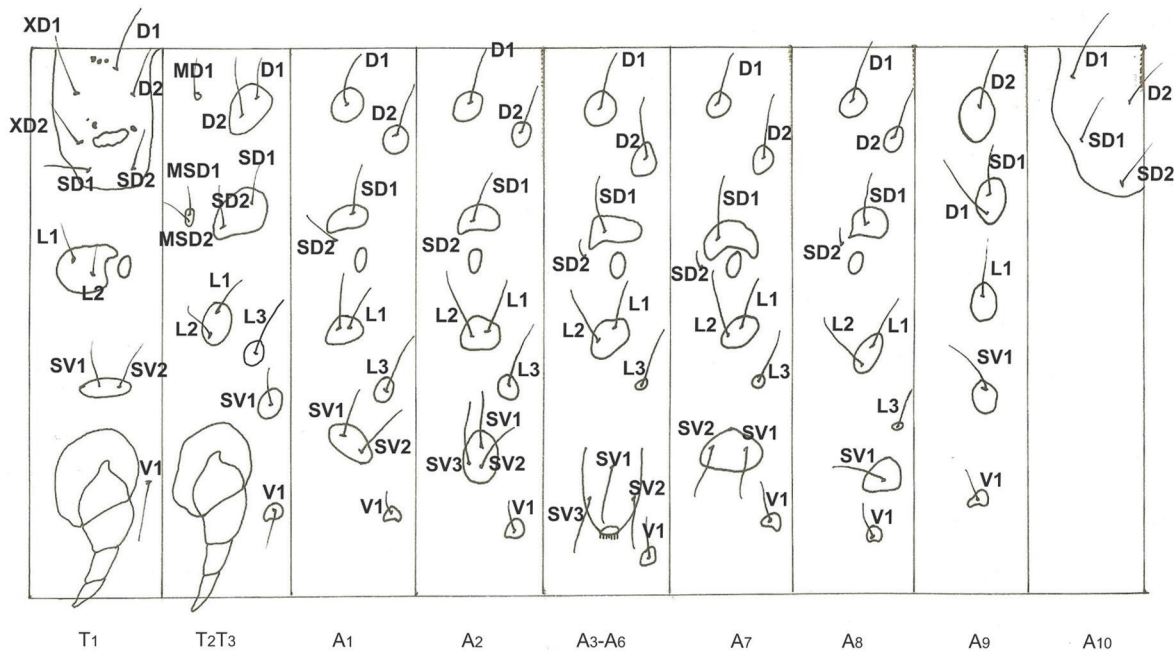 XD1 D1
D2
XD2
SD1 SD2
L1
L2
SV1 SV2
V1
T1
MD1 D1
D2
MSD1 SD1
SD2
MSD2
L1
L2 L3
SV1
V1
T2T3
D1
D2
SD1
SD2
L1
L3
SV1
SV2
V1
A1
D1
D2
SD1
SD2
L2 L1
L3
SV1
SV3 SV2
V1
A2
D1
D2
SD1
SD2
L1
L2
L3
SV1
SV3 SV2
V1
A3-A6
D1
D2
SD1
SD2
L1
L2
L3
SV2 SV1
V1
A7
D1
D2
SD1
SD2
L2 L1
L3
SV1
V1
A8
D2
SD1
D1
L1
SV1
V1
A9
D1
D2
SD1
SD2
A10